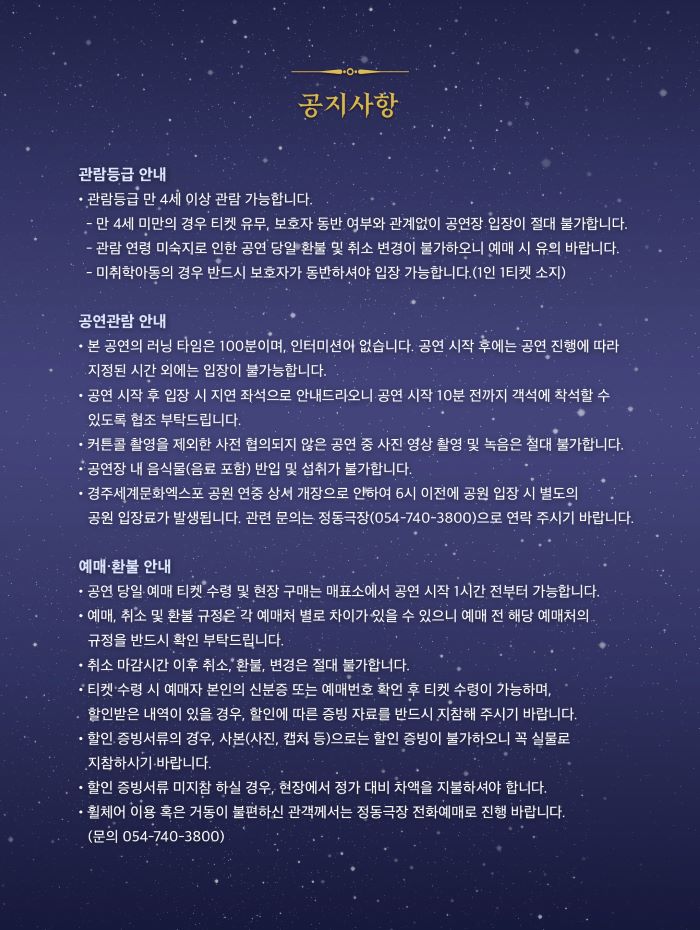 공지사항
관람등급 안내
• 관람등급 만 4세 이상 관람 가능합니다.
- 만 4세 미만의 경우 티켓 유무, 보호자 동반 여부와 관계없이 공연장 입장이 절대 불가합니다.
- 관람 연령 미숙지로 인한 공연 당일 환불 및 취소 변경이 불가하오니 예매 시 유의 바랍니다.
- 미취학아동의 경우 반드시 보호자가 동반하셔야 입장 가능합니다.(1인 1티켓 소지)
공연관람 안내
• 본 공연의 러닝 타임은 100분이며, 인터미션이 없습니다. 공연 시작 후에는 공연 진행에 따라
지정된 시간 외에는 입장이 불가능합니다.
• 공연 시작 후 입장 시 지연 좌석으로 안내드리오니 공연 시작 10분 전까지 객석에 착석할 수
있도록 협조 부탁드립니다.
• 커튼콜 촬영을 제외한 사전 협의되지 않은 공연 중 사진 영상 촬영 및 녹음은 절대 불가합니다.
• 공연장 내 음식물(음료 포함) 반입 및 섭취가 불가합니다.
• 경주세계문화엑스포 공원 연중 상시 개장으로 인하여 6시 이전에 공원 입장 시 별도의
공원 입장료가 발생됩니다. 관련 문의는 정동극장(054-740-3800)으로 연락 주시기 바랍니다.
예매·환불 안내
• 공연 당일 예매 티켓 수령 및 현장 구매는 매표소에서 공연 시작 1시간 전부터 가능합니다.
• 예매, 취소 및 환불 규정은 각 예매처 별로 차이가 있을 수 있으니 예매 전 해당 예매처의
규정을 반드시 확인 부탁드립니다.
• 취소 마감시간 이후 취소, 환불, 변경은 절대 불가합니다.
• 티켓 수령 시 예매자 본인의 신분증 또는 예매번호 확인 후 티켓 수령이 가능하며,
할인받은 내역이 있을 경우, 할인에 따른 증빙 자료를 반드시 지참해 주시기 바랍니다.
• 할인 증빙서류의 경우, 사본(사진, 캡처 등)으로는 할인 증빙이 불가하오니 꼭 실물로
지참하시기 바랍니다.
• 할인 증빙서류 미지참 하실 경우, 현장에서 정가 대비 차액을 지불하셔야 합니다.
• 휠체어 이용 혹은 거동이 불편하신 관객께서는 정동극장 전화예매로 진행 바랍니다.
(문의 054-740-3800)